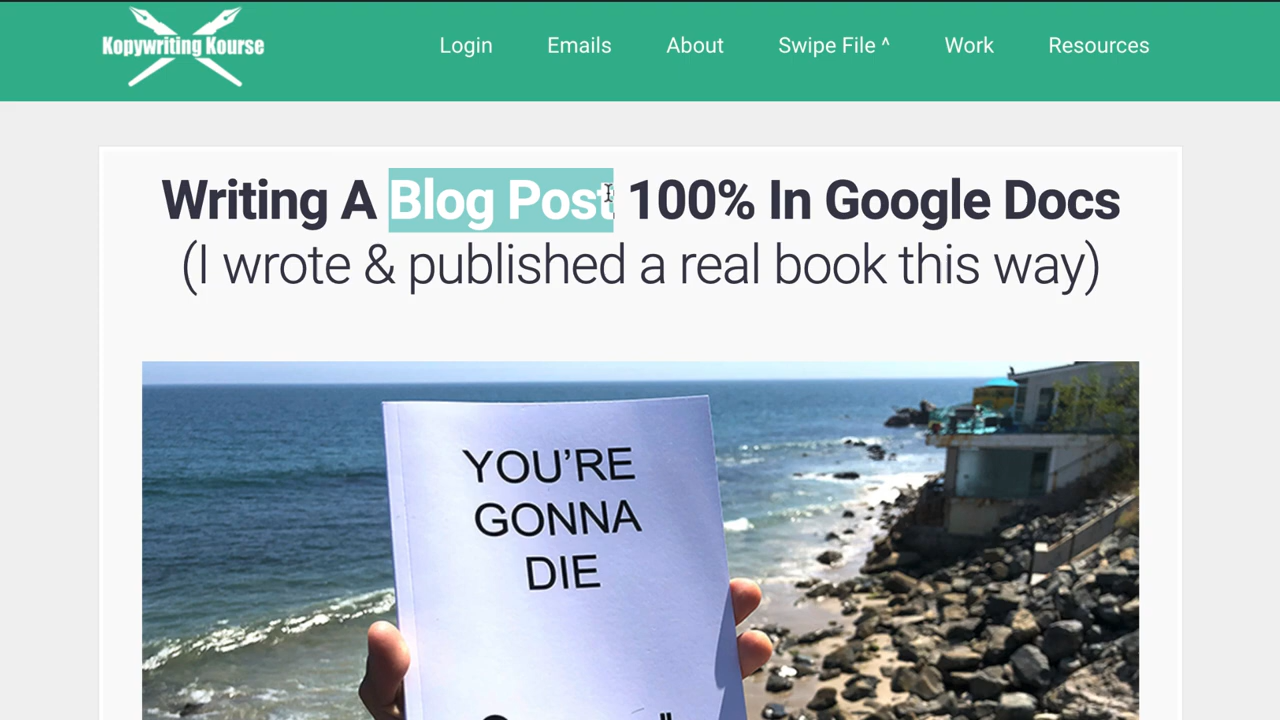 Kopywriting Kourse
Login Emails About Swipe File ^ Work Resources
Writing A Blog Post 100% In Google Docs
(I wrote & published a real book this way)
YOU'RE
GONNA
DIE